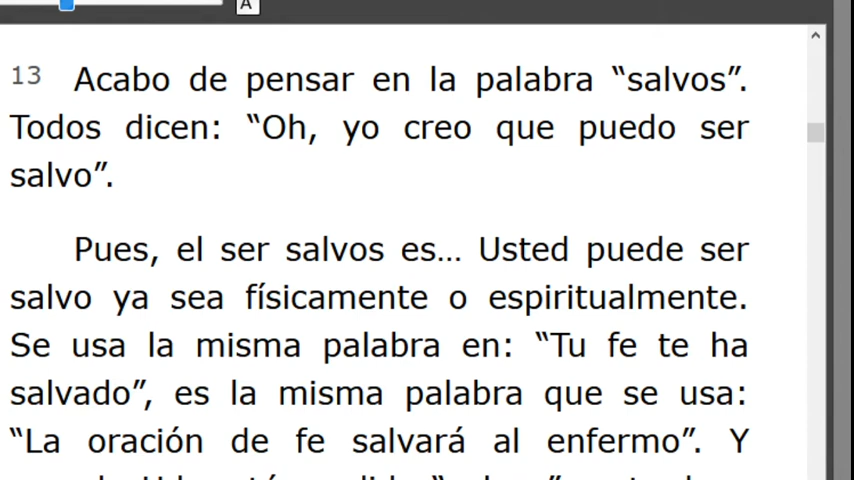 A
13 Acabo de pensar en la palabra “salvos”.
Todos dicen: “Oh, yo creo que puedo ser
salvo”.
Pues, el ser salvos es... Usted puede ser
salvo ya sea físicamente o espiritualmente.
Se usa la misma palabra en: “Tu fe te ha
salvado”, es la misma palabra que se usa:
“La oración de fe salvará al enfermo”. Y